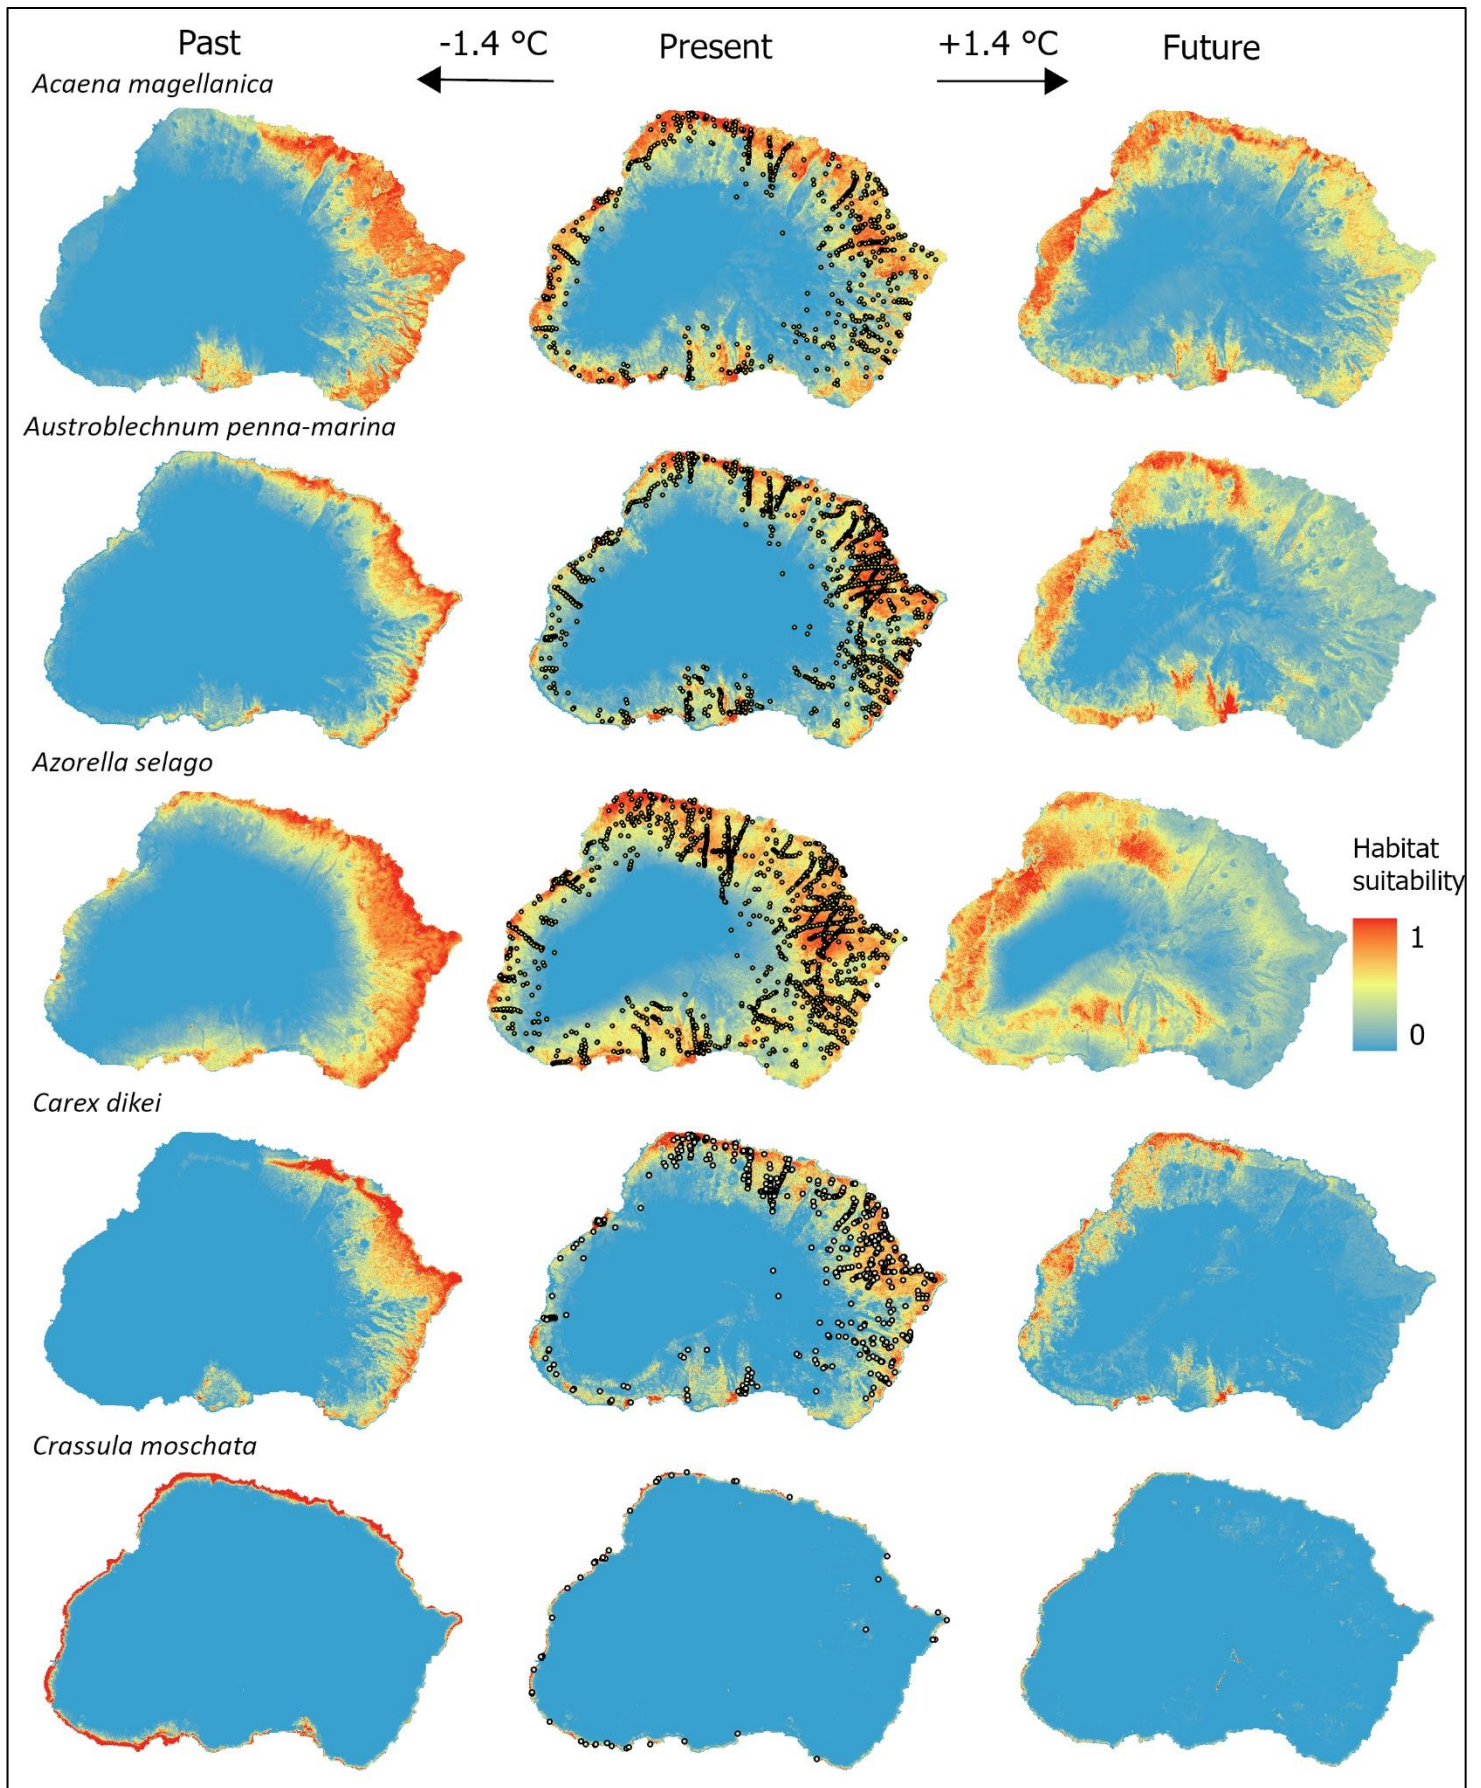 Past
-1.4 °C
Present
+1.4 °C
Future
Acaena magellanica
Austroblechnum penna-marina
Azorella selago
Habitat
suitability
1
0
Carex dikei
Crassula moschata